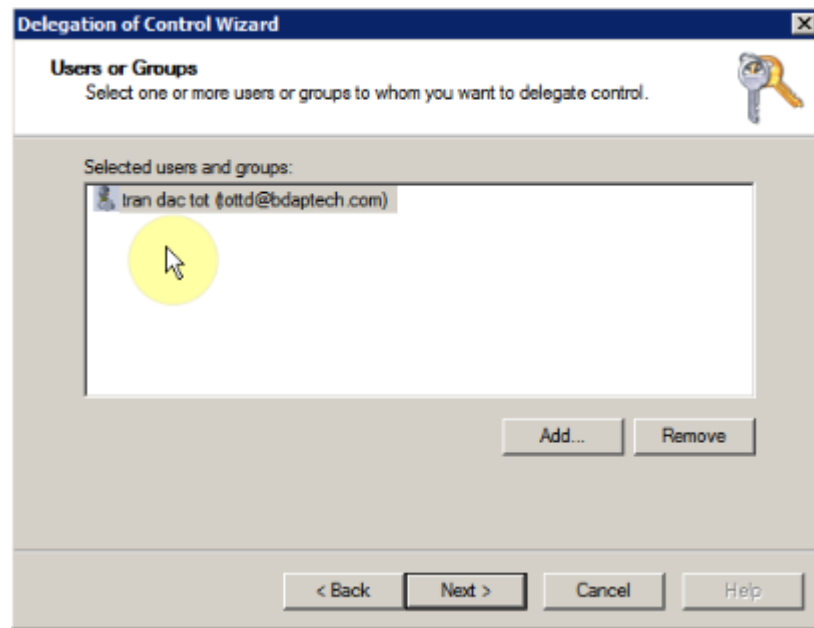 Delegation of Control Wizard
Users or Groups
Select one or more users or groups to whom you want to delegate control.
Selected users and groups:
tran dac tot (tottd@bdaptech.com)
Add...
Remove
< Back
Next >
Cancel
Help